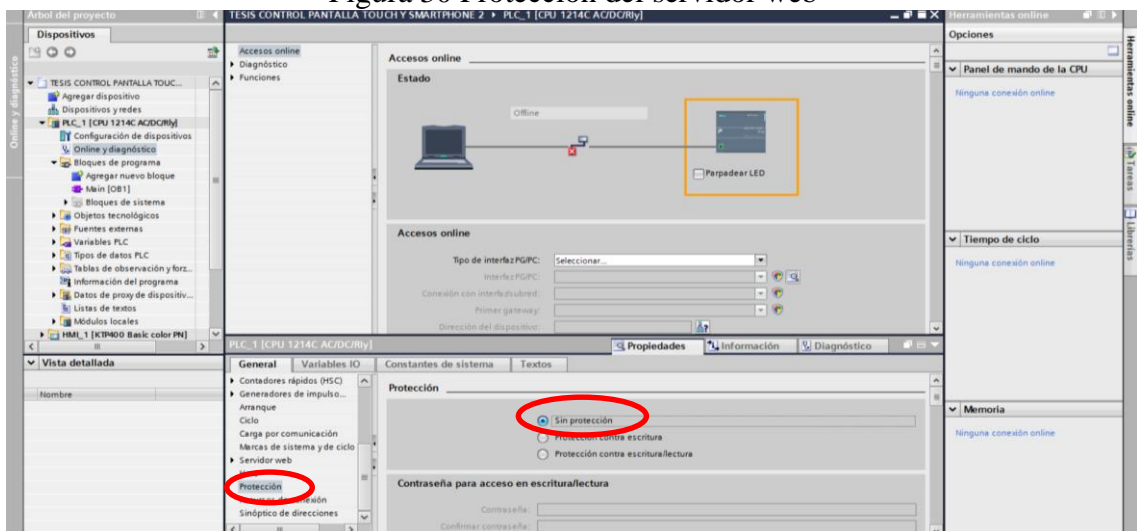 Figura 30 Protección del servidor web
Árbol del proyecto
TESIS CONTROL PANTALLA TOUCH Y SMARTPHONE 2 ▸ PLC_1 [CPU 1214C AC/DC/Rly]
Herramientas online
Dispositivos
Opciones
Online y diagnóstico
TESIS CONTROL PANTALLA TOUC...
Agregar dispositivo
Dispositivos y redes
PLC_1 [CPU 1214C AC/DC/Rly]
Configuración de dispositivos
Online y diagnóstico
Bloques de programa
Agregar nuevo bloque
Main [OB1]
Bloques de sistema
Objetos tecnológicos
Fuentes externas
Variables PLC
Tipos de datos PLC
Tablas de observación y forz...
Información del programa
Datos de proxy de dispositiv...
Listas de textos
Módulos locales
HMI_1 [KTP400 Basic color PN]
Vista detallada
Nombre
Accesos online
Diagnóstico
Funciones
Accesos online
Estado
Offline
Parpadear LED
Accesos online
Tipo de interfaz PG/PC:
Seleccionar...
Interfaz PG/PC:
Conexión con interfaz/subred:
Primer gateway:
Dirección del dispositivo:
PLC_1 [CPU 1214C AC/DC/Rly]
Propiedades
Información
Diagnóstico
General
Variables IO
Constantes de sistema
Textos
Contadores rápidos (HSC)
Generadores de impulso...
Arranque
Ciclo
Carga por comunicación
Marcas de sistema y de ciclo
Servidor web
Protección
Sinóptico de direcciones
Protección
Sin protección
Protección contra escritura
Protección contra escritura/lectura
Contraseña para acceso en escritura/lectura
Contraseña:
Confirmar contraseña:
Panel de mando de la CPU
Ninguna conexión online
Tiempo de ciclo
Ninguna conexión online
Memoria
Ninguna conexión online
Herramientas online
Tareas
Librerías